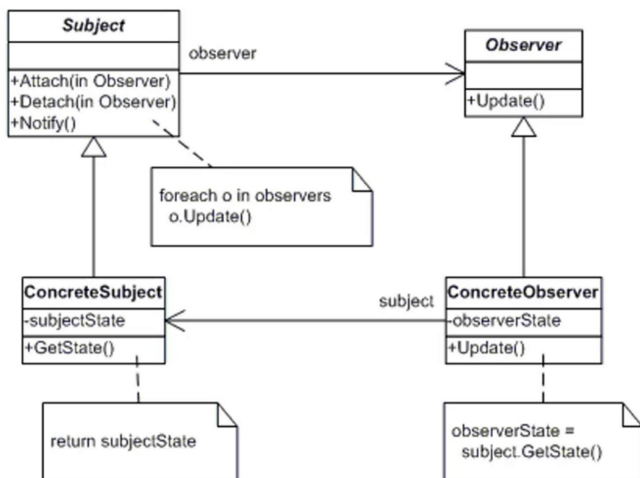 Subject
+Attach(in Observer)
+Detach(in Observer)
+Notify()
observer
Observer
+Update()
foreach o in observers
o.Update()
ConcreteSubject
-subjectState
+GetState()
subject
ConcreteObserver
-observerState
+Update()
return subjectState
observerState =
subject.GetState()